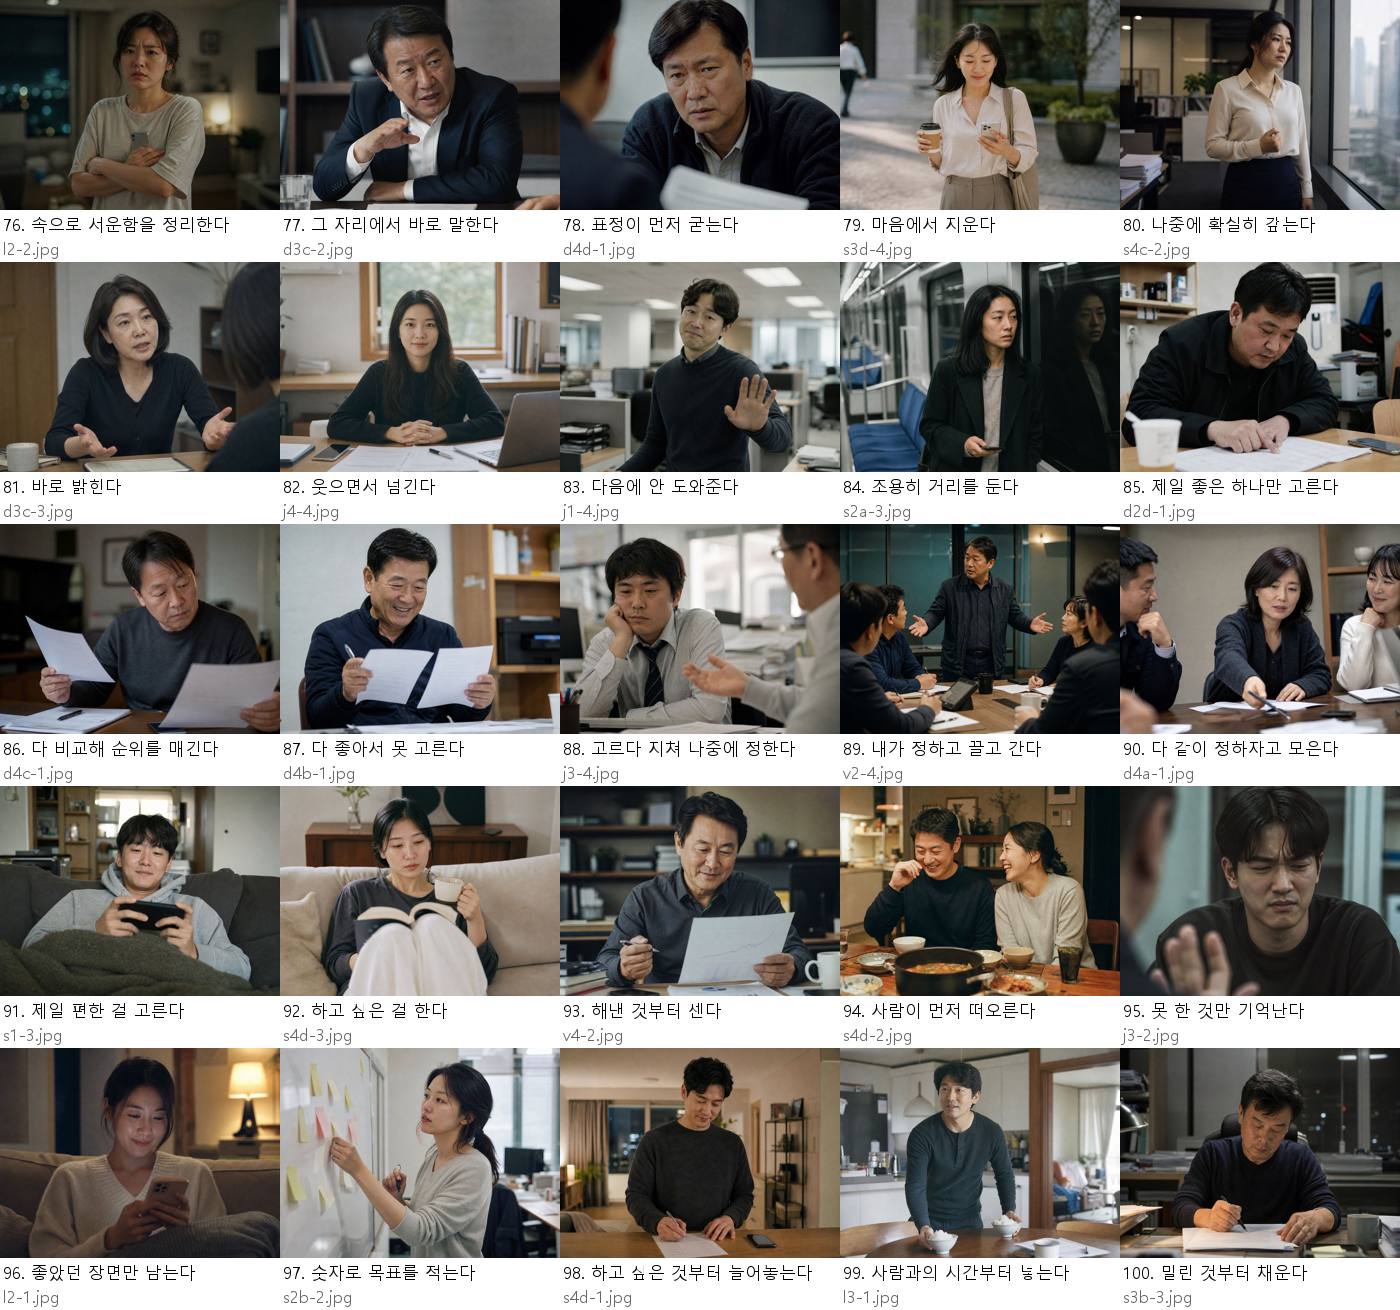 76. 속으로 서운함을 정리한다
l2-2.jpg
77. 그 자리에서 바로 말한다
d3c-2.jpg
78. 표정이 먼저 굳는다
d4d-1.jpg
79. 마음에서 지운다
s3d-4.jpg
80. 나중에 확실히 갚는다
s4c-2.jpg
81. 바로 밝힌다
d3c-3.jpg
82. 웃으면서 넘긴다
j4-4.jpg
83. 다음에 안 도와준다
j1-4.jpg
84. 조용히 거리를 둔다
s2a-3.jpg
85. 제일 좋은 하나만 고른다
d2d-1.jpg
86. 다 비교해 순위를 매긴다
d4c-1.jpg
87. 다 좋아서 못 고른다
d4b-1.jpg
88. 고르다 지쳐 나중에 정한다
j3-4.jpg
89. 내가 정하고 끌고 간다
v2-4.jpg
90. 다 같이 정하자고 모은다
d4a-1.jpg
91. 제일 편한 걸 고른다
s1-3.jpg
92. 하고 싶은 걸 한다
s4d-3.jpg
93. 해낸 것부터 센다
v4-2.jpg
94. 사람이 먼저 떠오른다
s4d-2.jpg
95. 못 한 것만 기억난다
j3-2.jpg
96. 좋았던 장면만 남는다
l2-1.jpg
97. 숫자로 목표를 적는다
s2b-2.jpg
98. 하고 싶은 것부터 늘어놓는다
s4d-1.jpg
99. 사람과의 시간부터 넣는다
l3-1.jpg
100. 밀린 것부터 채운다
s3b-3.jpg